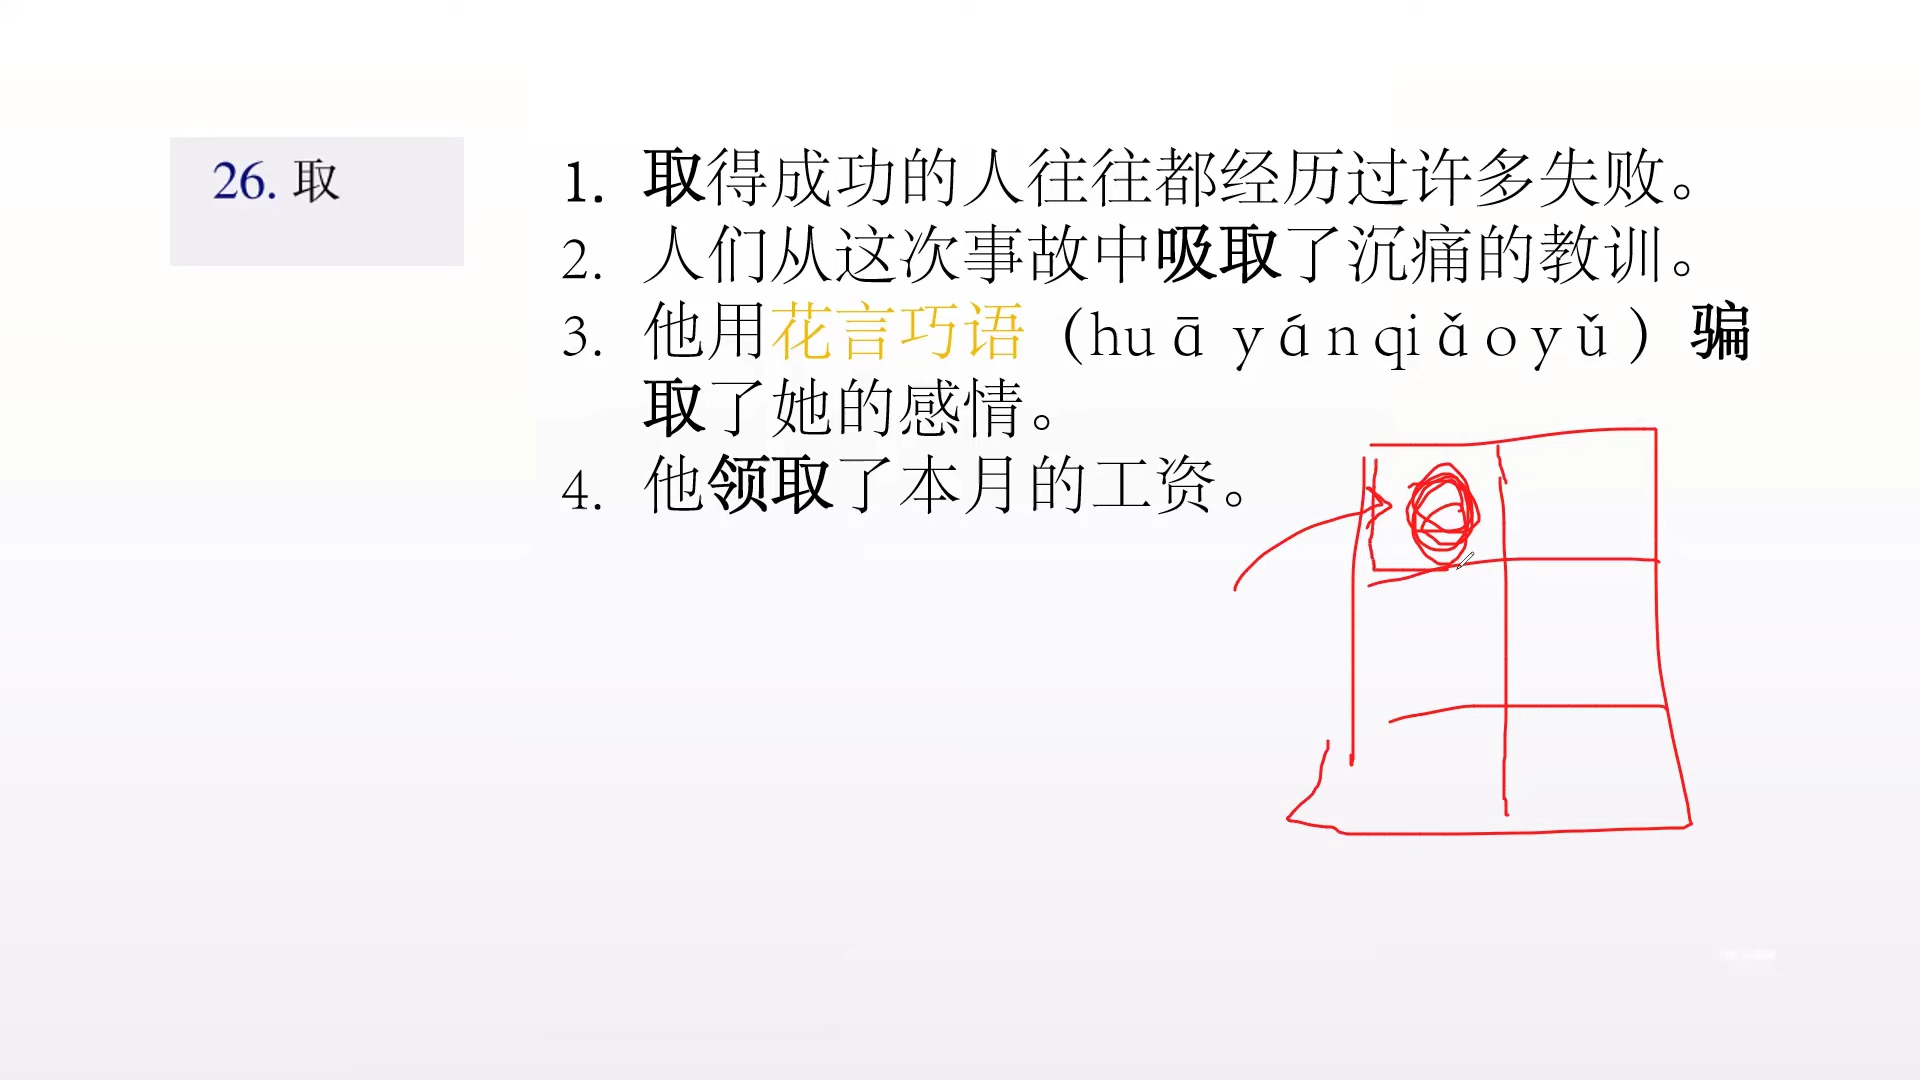 26. 取
1. 取得成功的人往往都经历过许多失败。
2. 人们从这次事故中吸取了沉痛的教训。
3. 他用花言巧语（huāyánqiǎoyǔ）骗
取了她的感情。
4. 他领取了本月的工资。